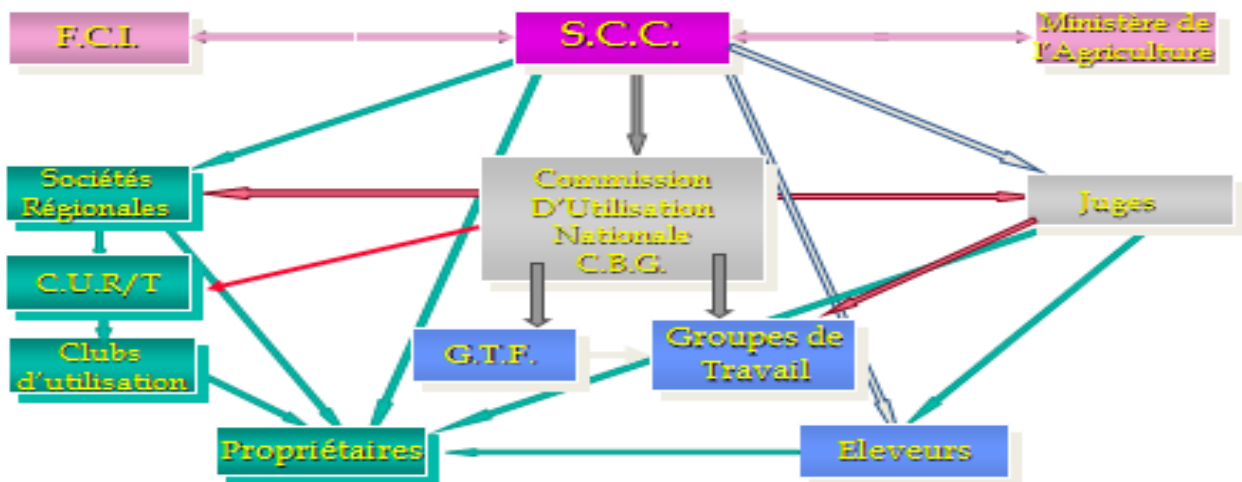 F.C.I.
S.C.C.
Ministère de
l'Agriculture
Sociétés
Régionales
Commission
D'Utilisation
Nationale
C.B.G.
Juges
C.U.R/T
Clubs
d'utilisation
G.T.F.
Groupes de
Travail
Propriétaires
Eleveurs